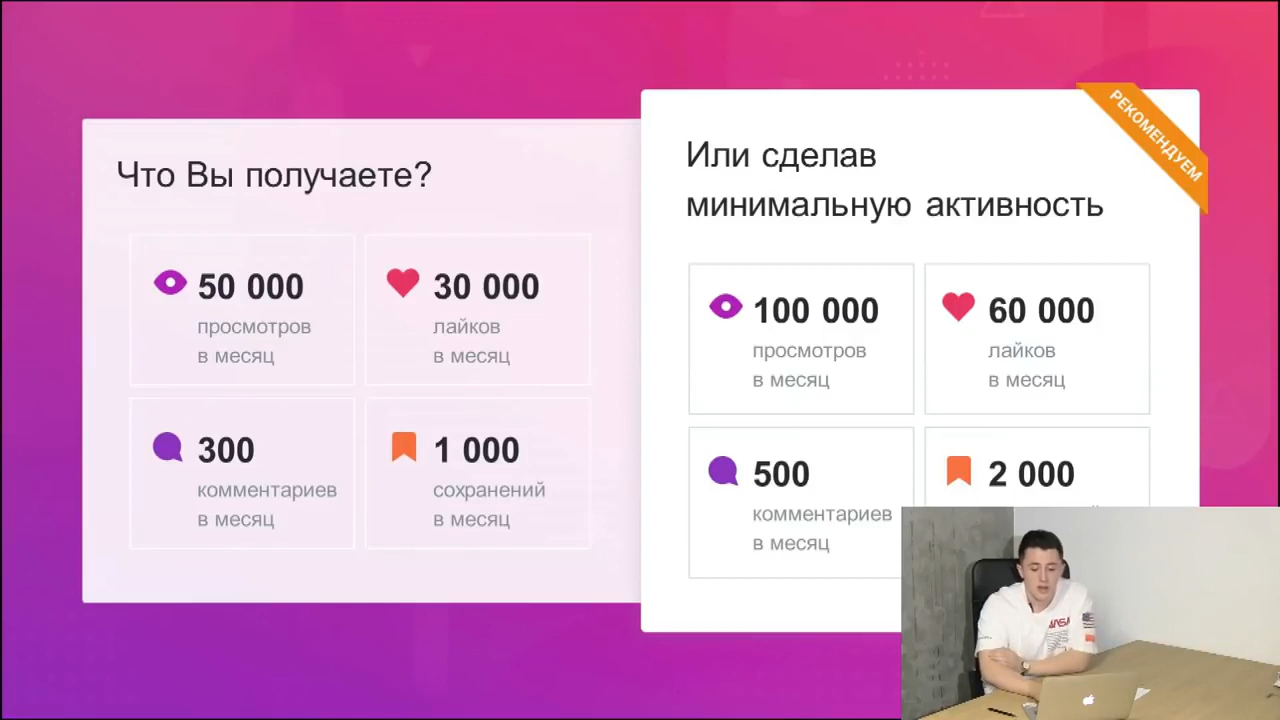 Что Вы получаете?
50 000
просмотров
в месяц
30 000
лайков
в месяц
300
комментариев
в месяц
1 000
сохранений
в месяц
РЕКОМЕНДУЕМ
Или сделав
минимальную активность
100 000
просмотров
в месяц
60 000
лайков
в месяц
500
комментариев
в месяц
2 000
NASA